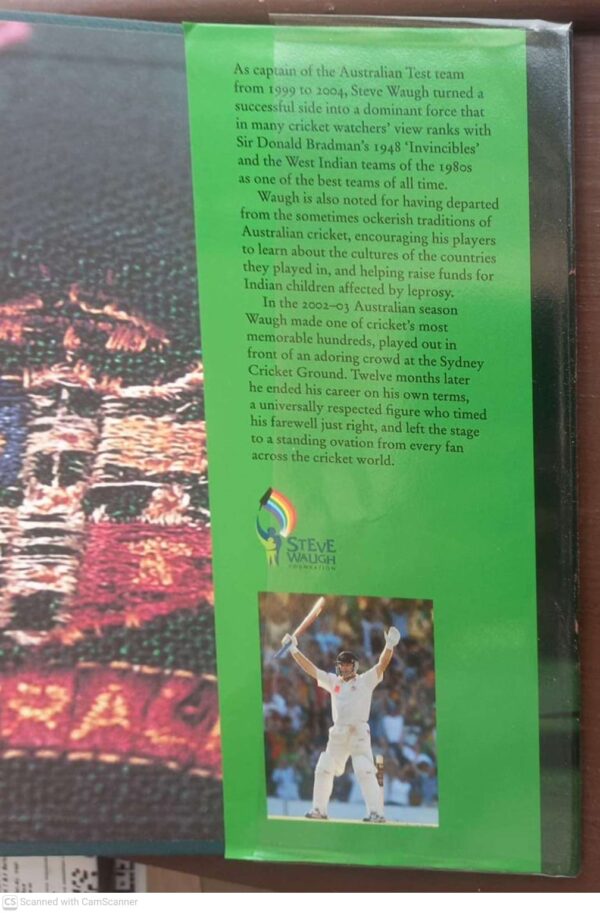 As captain of the Australian Test team
from 1999 to 2004, Steve Waugh turned a
successful side into a dominant force that
in many cricket watchers' view ranks with
Sir Donald Bradman's 1948 'Invincibles'
and the West Indian teams of the 1980s
as one of the best teams of all time.
Waugh is also noted for having departed
from the sometimes ockerish traditions of
Australian cricket, encouraging his players
to learn about the cultures of the countries
they played in, and helping raise funds for
Indian children affected by leprosy.
In the 2002–03 Australian season
Waugh made one of cricket's most
memorable hundreds, played out in
front of an adoring crowd at the Sydney
Cricket Ground. Twelve months later
he ended his career on his own terms,
a universally respected figure who timed
his farewell just right, and left the stage
to a standing ovation from every fan
across the cricket world.
STEVE
WAUGH
FOUNDATION
RAL
CS Scanned with CamScanner